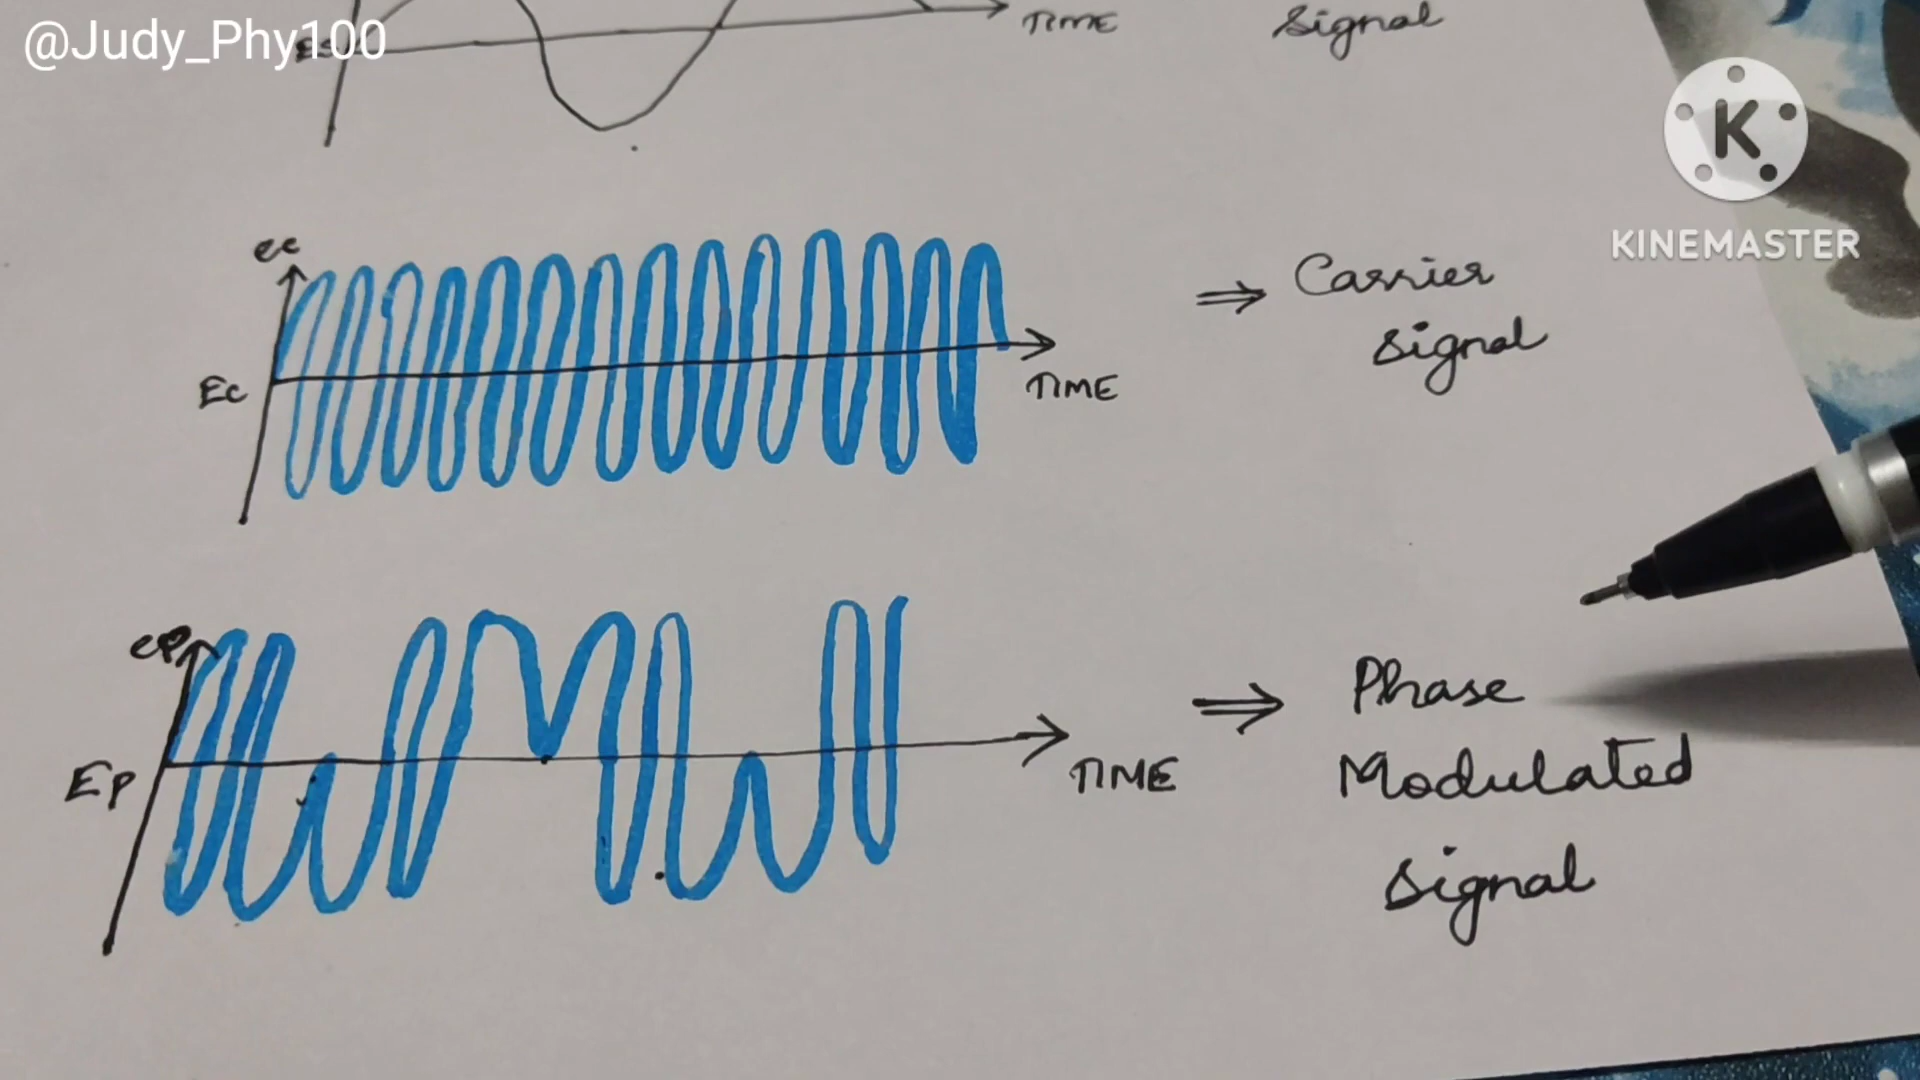 @Judy_Phy100
TIME
Signal
K
KINEMASTER
ec
Ec
TIME
⇒ Carrier
Signal
ep
Ep
TIME
⇒ Phase
Modulated
Signal